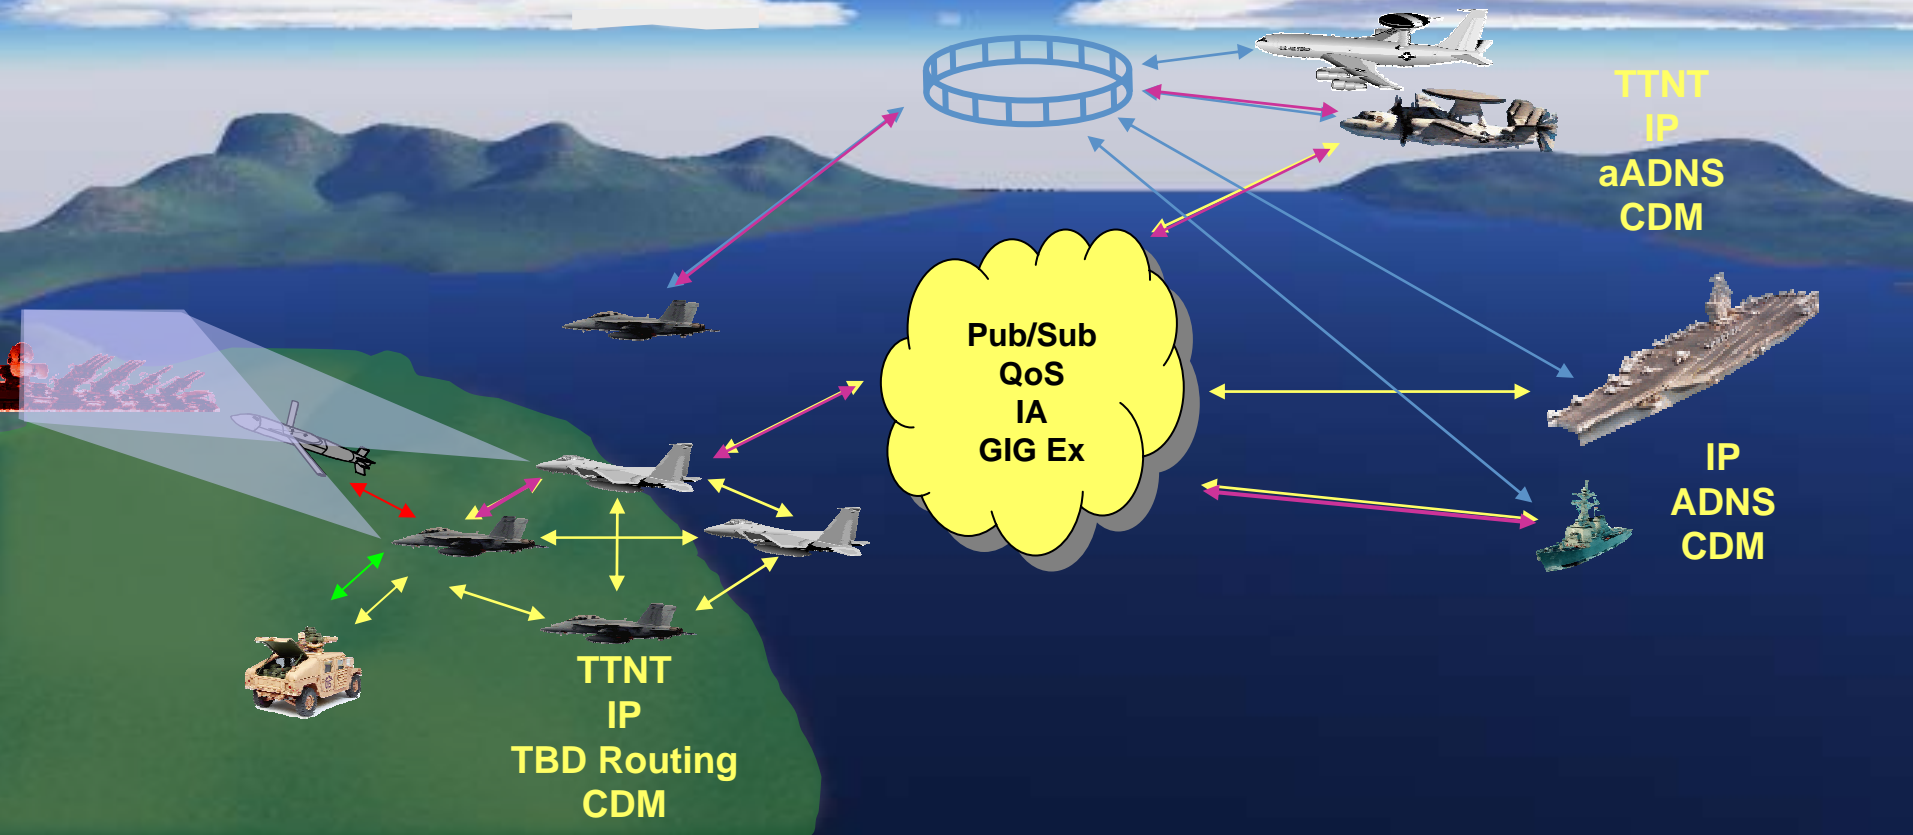 TTNT
IP
aADNS
CDM
Pub/Sub
QoS
IA
GIG Ex
IP
ADNS
CDM
TTNT
IP
TBD Routing
CDM